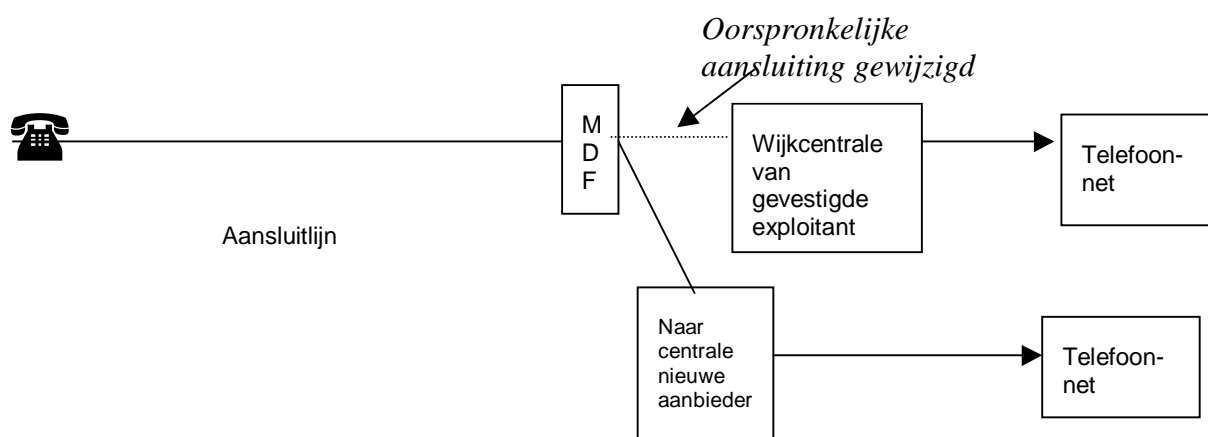 Oorspronkelijke
aansluiting gewijzigd
M
D
F
Wijkcentrale
van
gevestigde
exploitant
Telefoon-
net
Aansluitlijn
Naar
centrale
nieuwe
aanbieder
Telefoon-
net